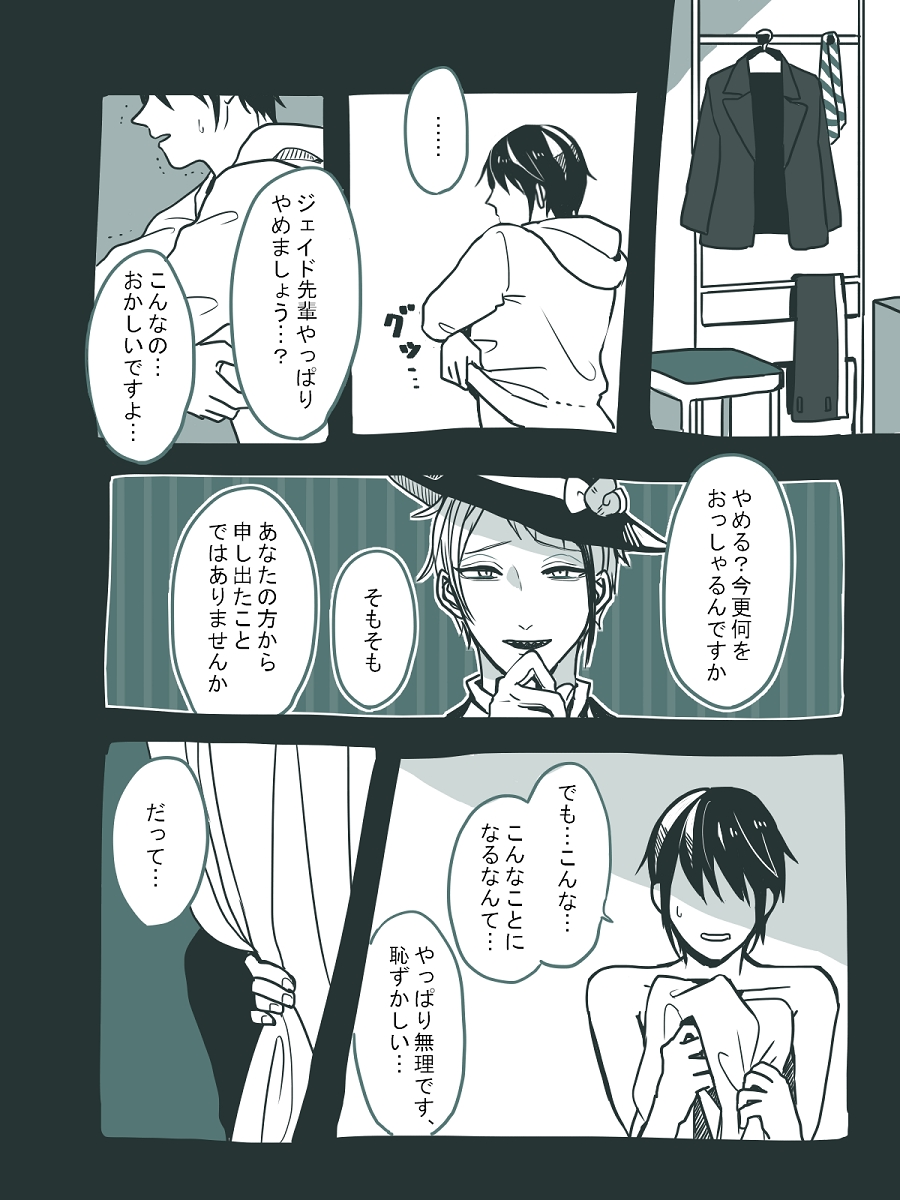 ……
グッ…
ジェイド先輩やっぱり
やめましょう…？
こんなの…
おかしいですよ…
やめる？今更何を
おっしゃるんですか
そもそも
あなたの方から
申し出たこと
ではありませんか
でも…こんな…
こんなことに
なるなんて…
やっぱり無理です、
恥ずかしい…
だって…